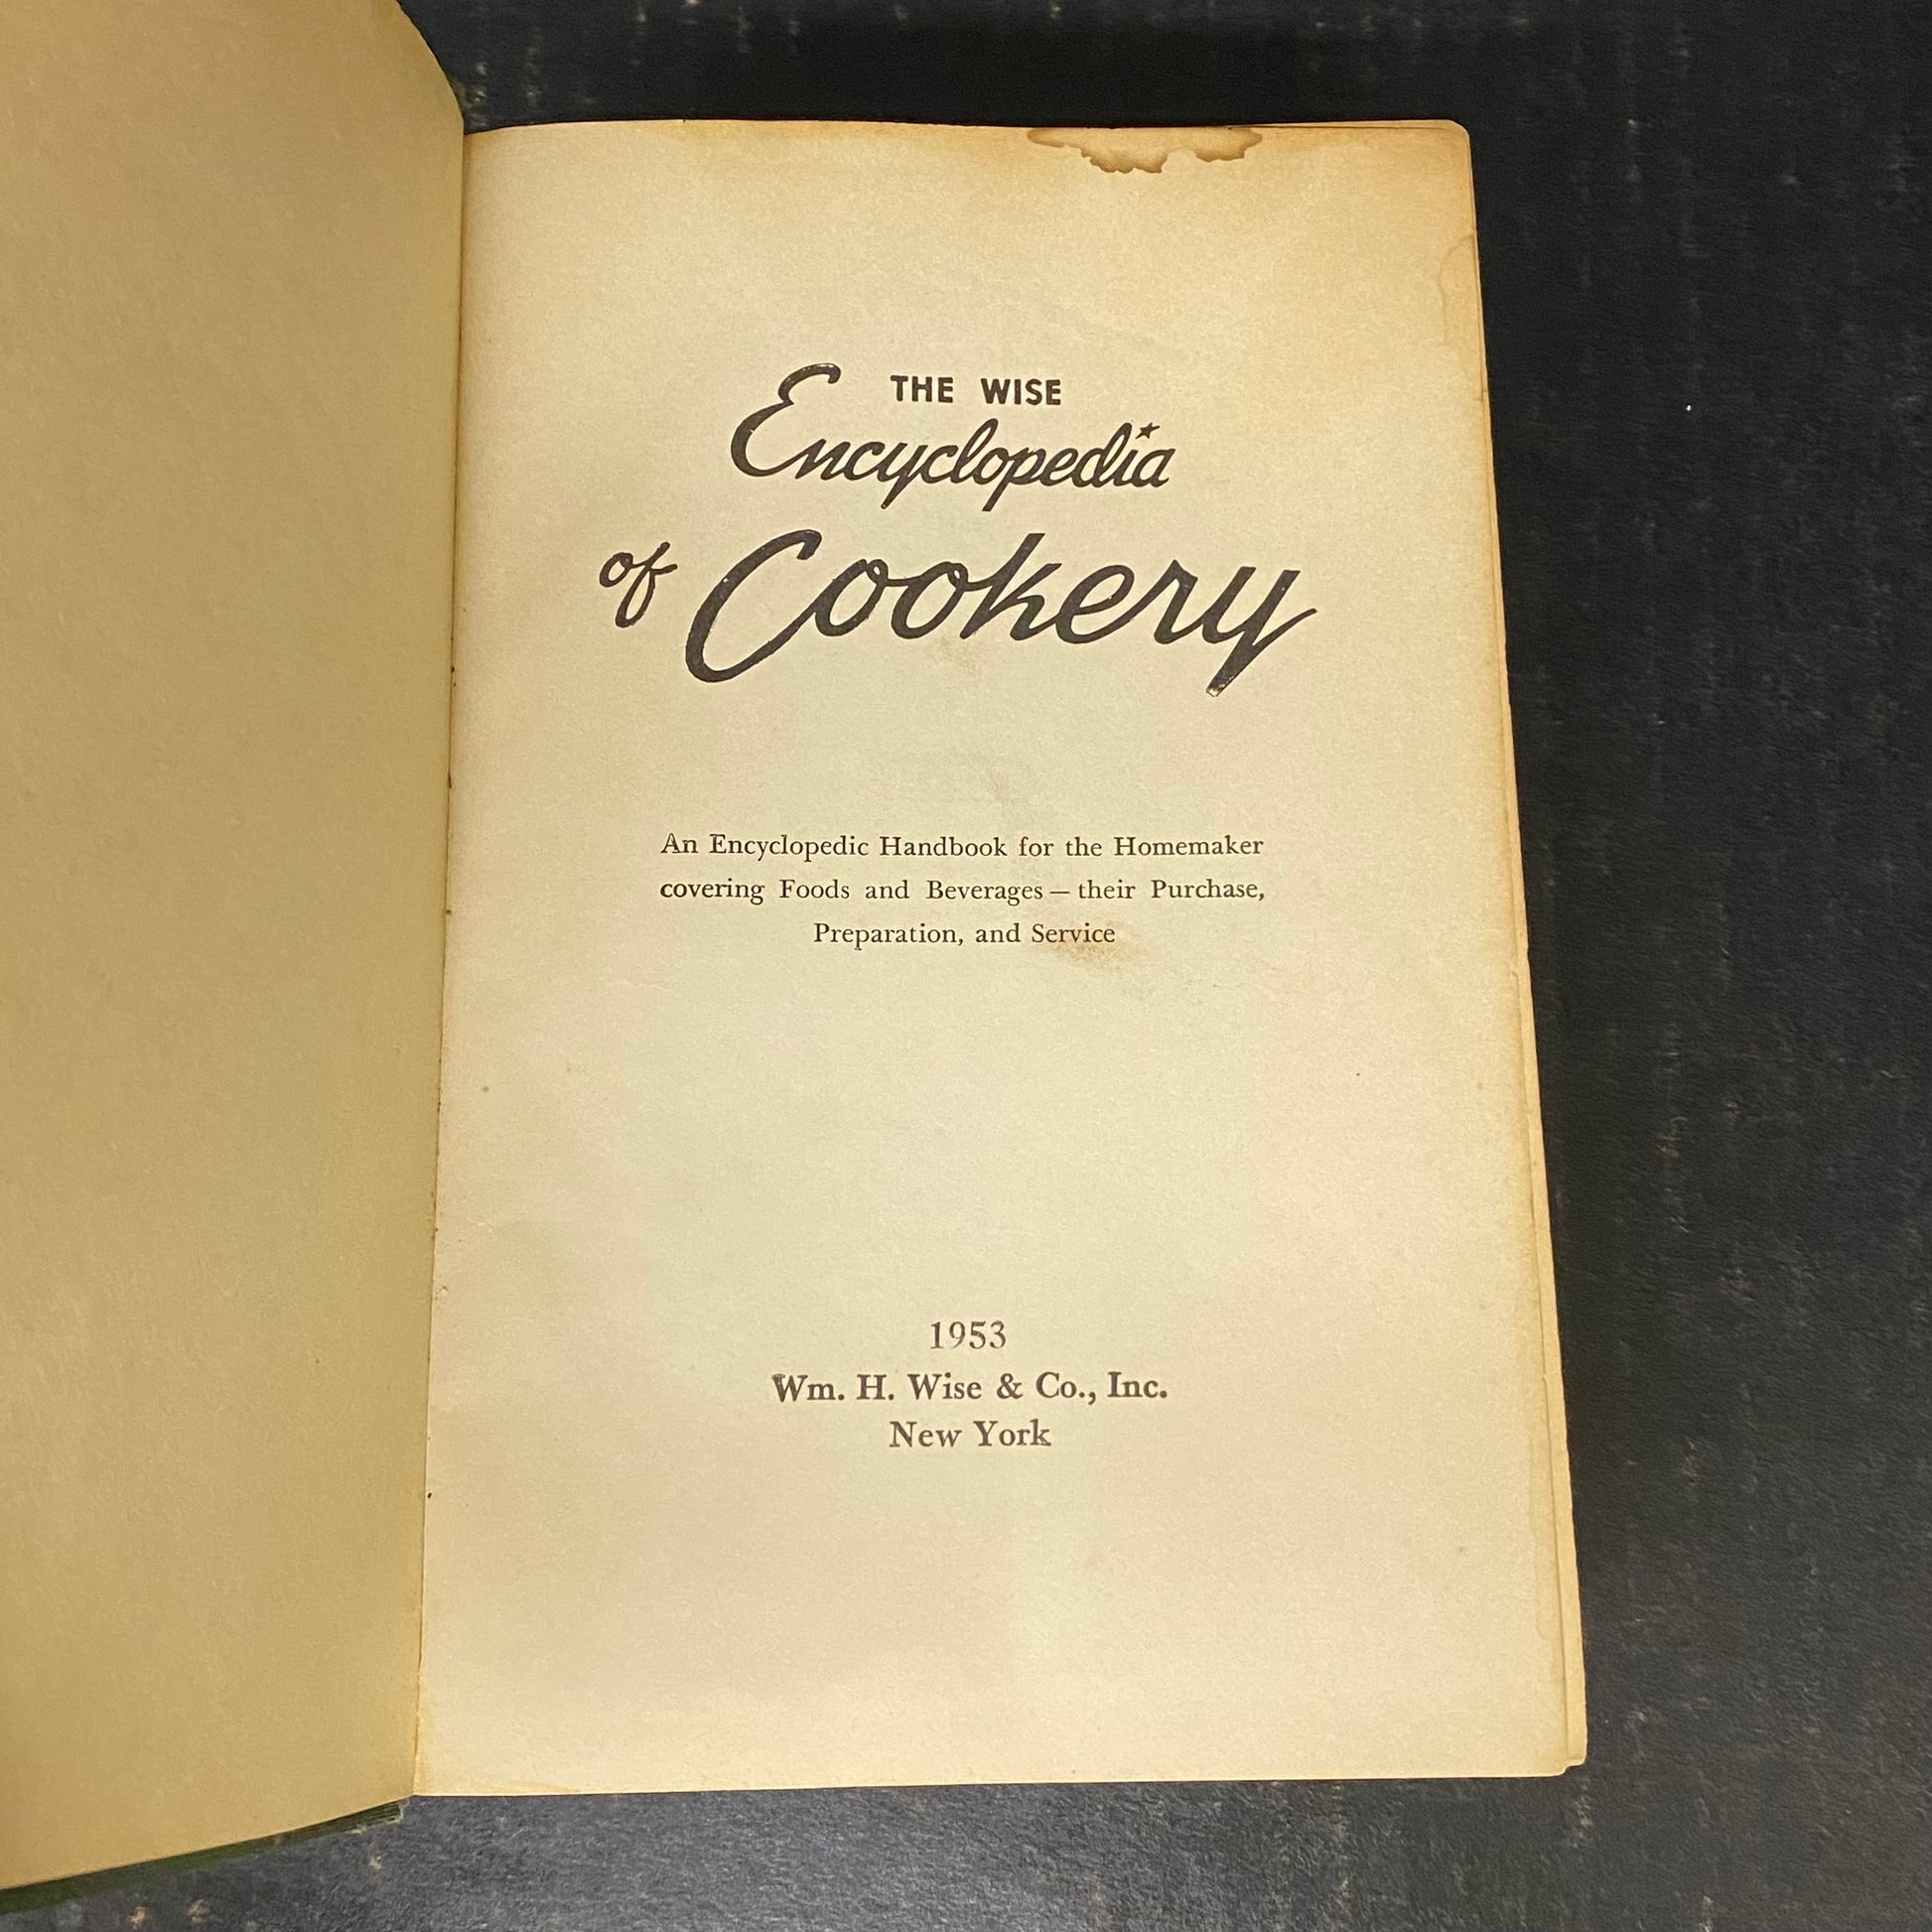 THE WISE
Encyclopedia
of Cookery
An Encyclopedic Handbook for the Homemaker
covering Foods and Beverages — their Purchase,
Preparation, and Service
1953
Wm. H. Wise & Co., Inc.
New York